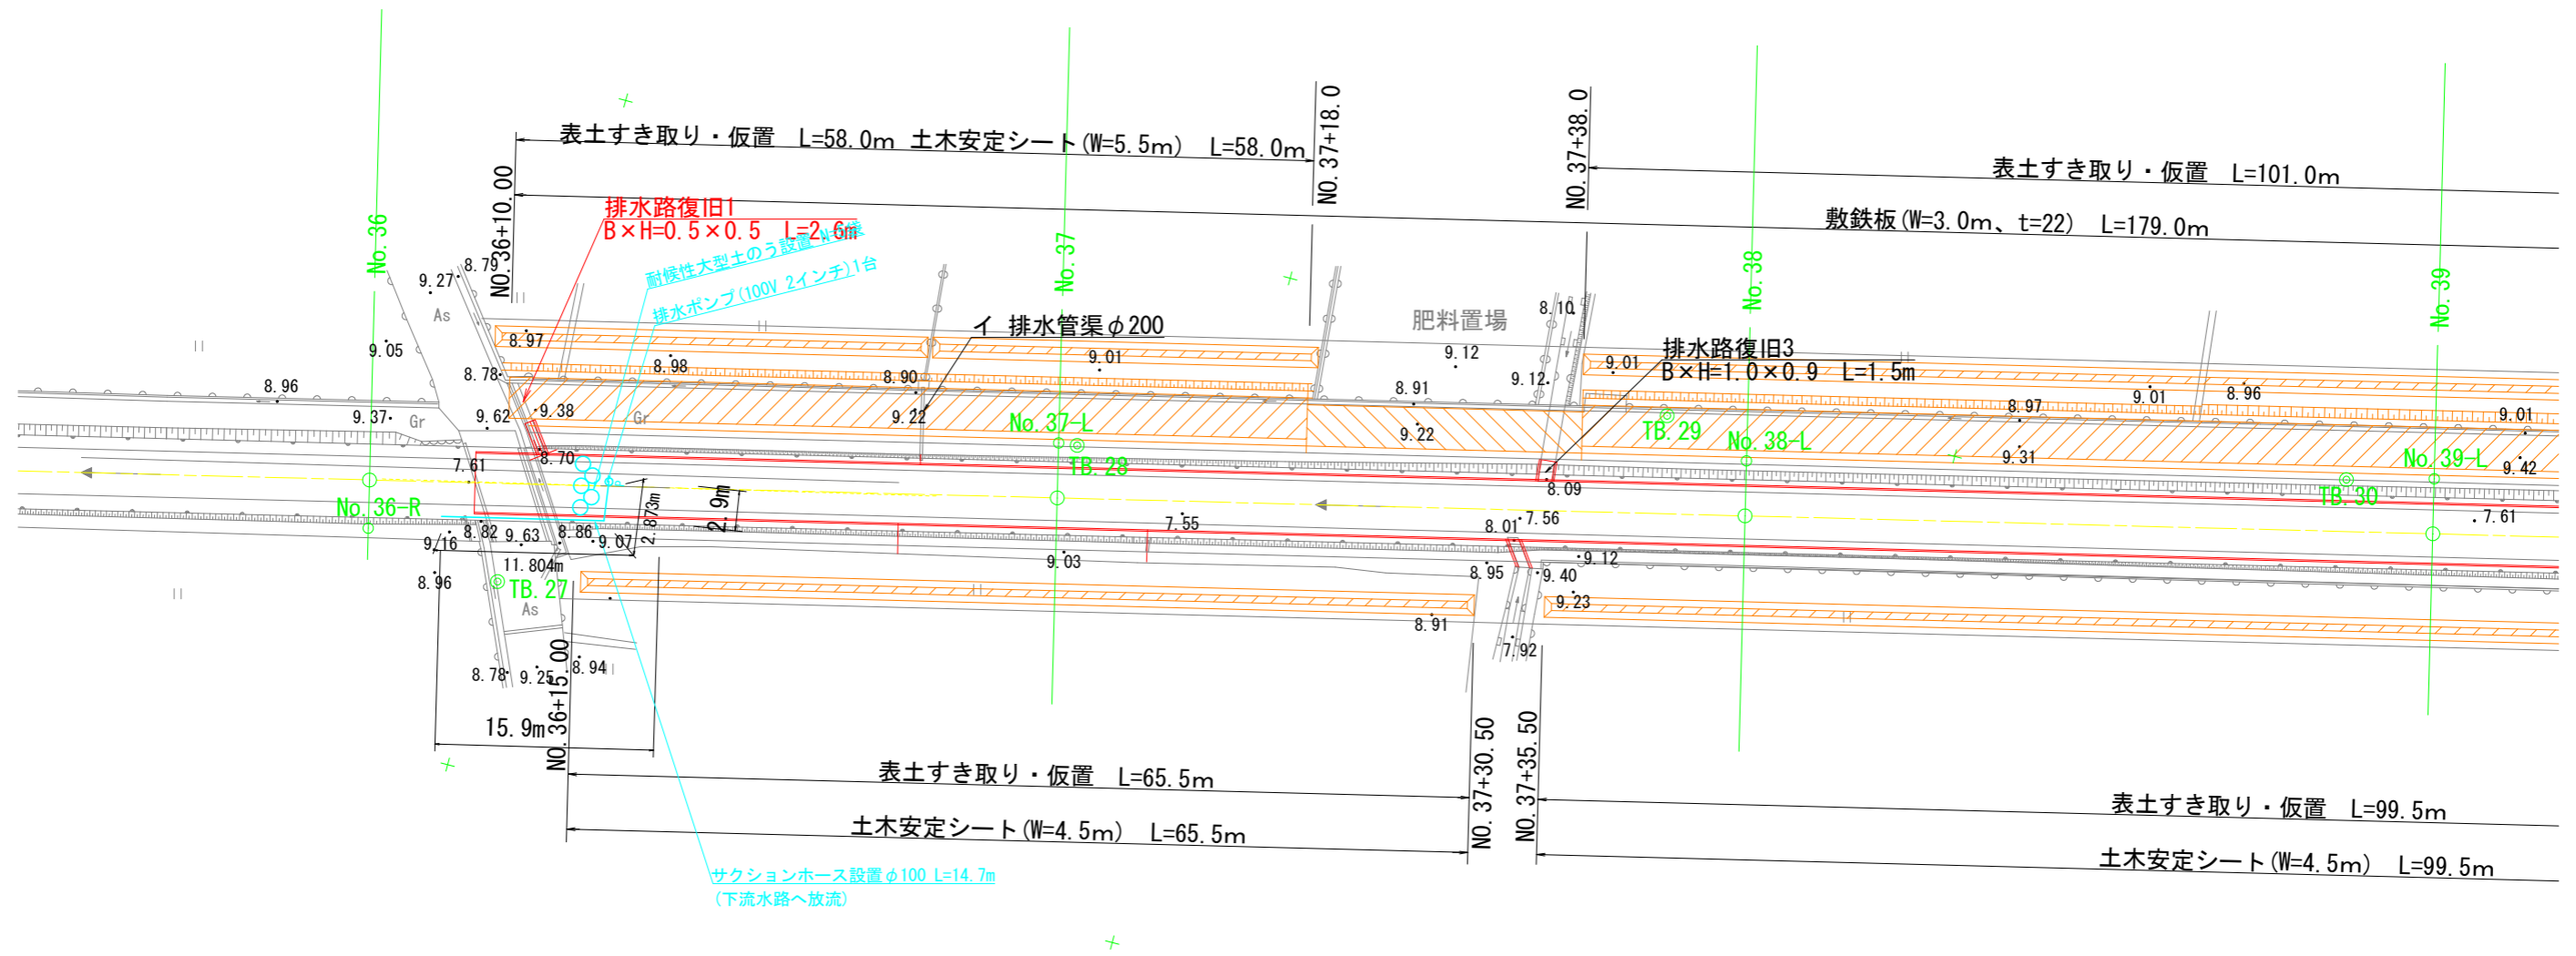 表土すき取り・仮置　L=58.0m 土木安定シート(W=5.5m)　L=58.0m
NO.37+18.0
NO.37+38.0
表土すき取り・仮置　L=101.0m
敷鉄板(W=3.0m、t=22)　L=179.0m
NO.36+10.00
排水路復旧1
B×H=0.5×0.5　L=2.6m
耐候性大型土のう設置
排水ポンプ(100V 2インチ)1台
No.36
No.37
No.38
No.39
8.79
9.27
As
9.05
8.97
8.98
8.90
9.01
イ 排水管渠φ200
肥料置場
9.12
8.10
9.12
9.01
排水路復旧3
B×H=1.0×0.9　L=1.5m
8.96
8.78
9.37
Gr
9.62
9.38
Gr
9.22
No.37-L
TB.28
8.91
9.22
TB.29
No.38-L
8.97
9.01
8.96
9.01
9.31
No.39-L
9.42
TB.30
7.61
8.70
8.09
No.36-R
2.873m
2.9m
7.55
7.56
8.01
7.61
9.16
8.82
9.63
8.86
9.07
9.03
9.12
11.804m
8.96
TB.27
As
8.95
9.40
9.23
8.91
7.92
8.78
9.25
8.94
15.9m
NO.36+15.00
NO.37+30.50
NO.37+35.50
表土すき取り・仮置　L=65.5m
土木安定シート(W=4.5m)　L=65.5m
表土すき取り・仮置　L=99.5m
土木安定シート(W=4.5m)　L=99.5m
サクションホース設置φ100 L=14.7m
(下流水路へ放流)